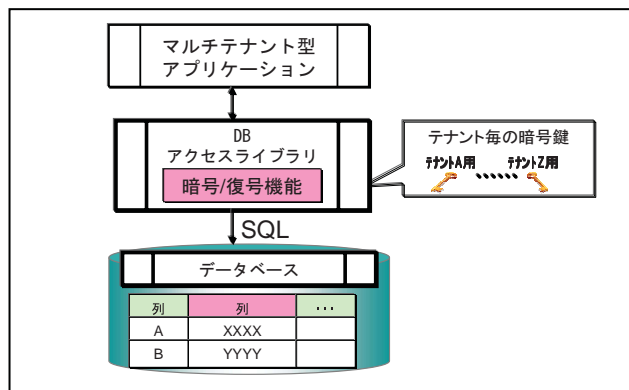 マルチテナント型
アプリケーション
DB
アクセスライブラリ
暗号/復号機能
テナント毎の暗号鍵
テナントA用 テナントZ用
••••••
SQL
データベース
列 列 ･･･
A XXXX
B YYYY